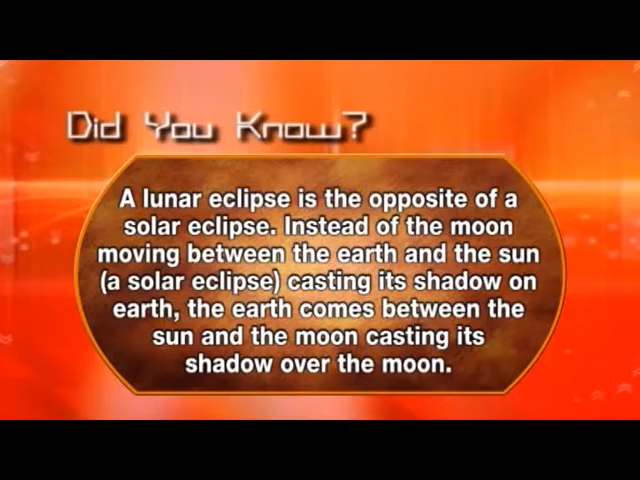 Did You Know?
A lunar eclipse is the opposite of a
solar eclipse. Instead of the moon
moving between the earth and the sun
(a solar eclipse) casting its shadow on
earth, the earth comes between the
sun and the moon casting its
shadow over the moon.